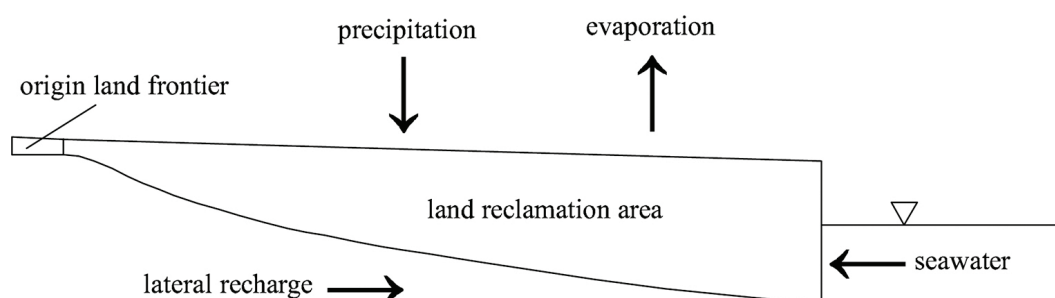 precipitation
evaporation
origin land frontier
land reclamation area
seawater
lateral recharge